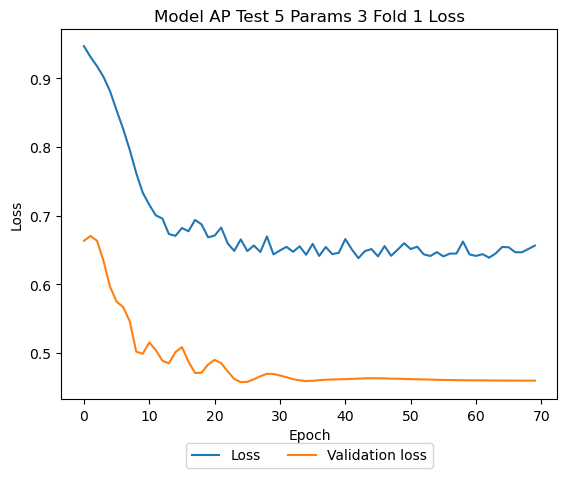 Model AP Test 5 Params 3 Fold 1 Loss
Loss
0.9
0.8
0.7
0.6
0.5
0 10 20 30 40 50 60 70
Epoch
Loss Validation loss